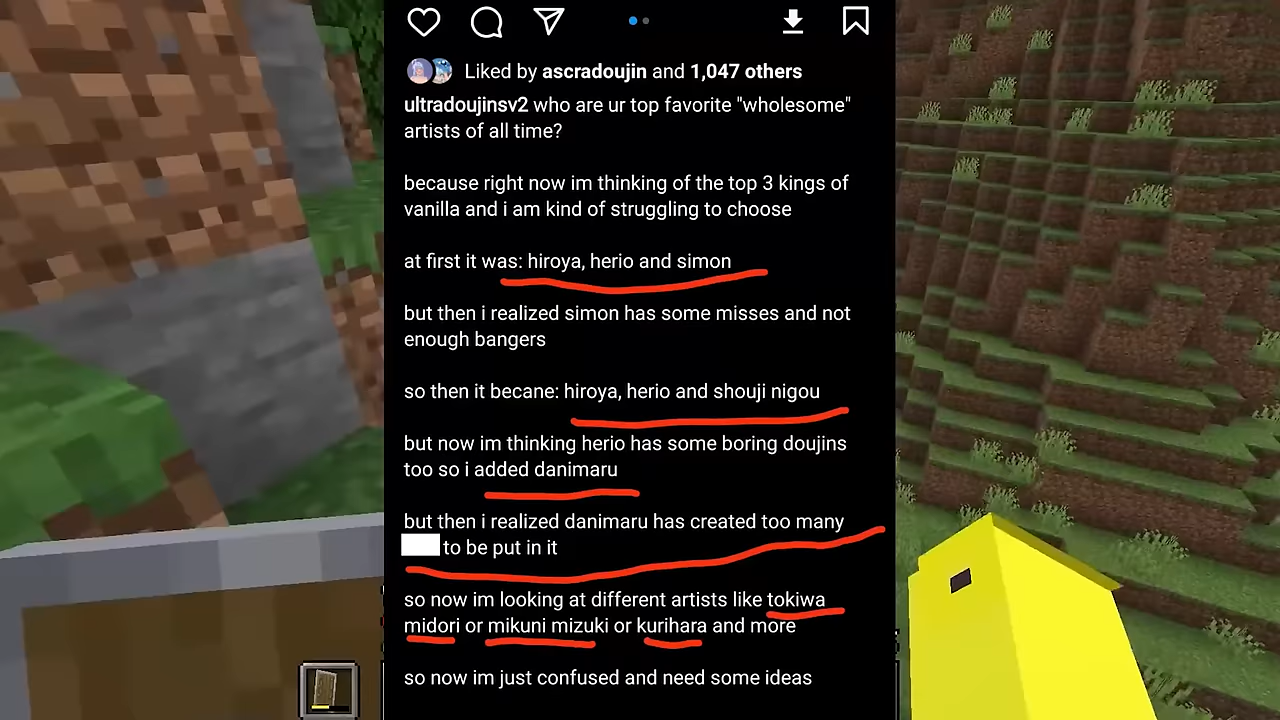 Liked by ascradoujin and 1,047 others
ultradoujinsv2 who are ur top favorite "wholesome"
artists of all time?
because right now im thinking of the top 3 kings of
vanilla and i am kind of struggling to choose
at first it was: hiroya, herio and simon
but then i realized simon has some misses and not
enough bangers
so then it becane: hiroya, herio and shouji nigou
but now im thinking herio has some boring doujins
too so i added danimaru
but then i realized danimaru has created too many
to be put in it
so now im looking at different artists like tokiwa
midori or mikuni mizuki or kurihara and more
so now im just confused and need some ideas